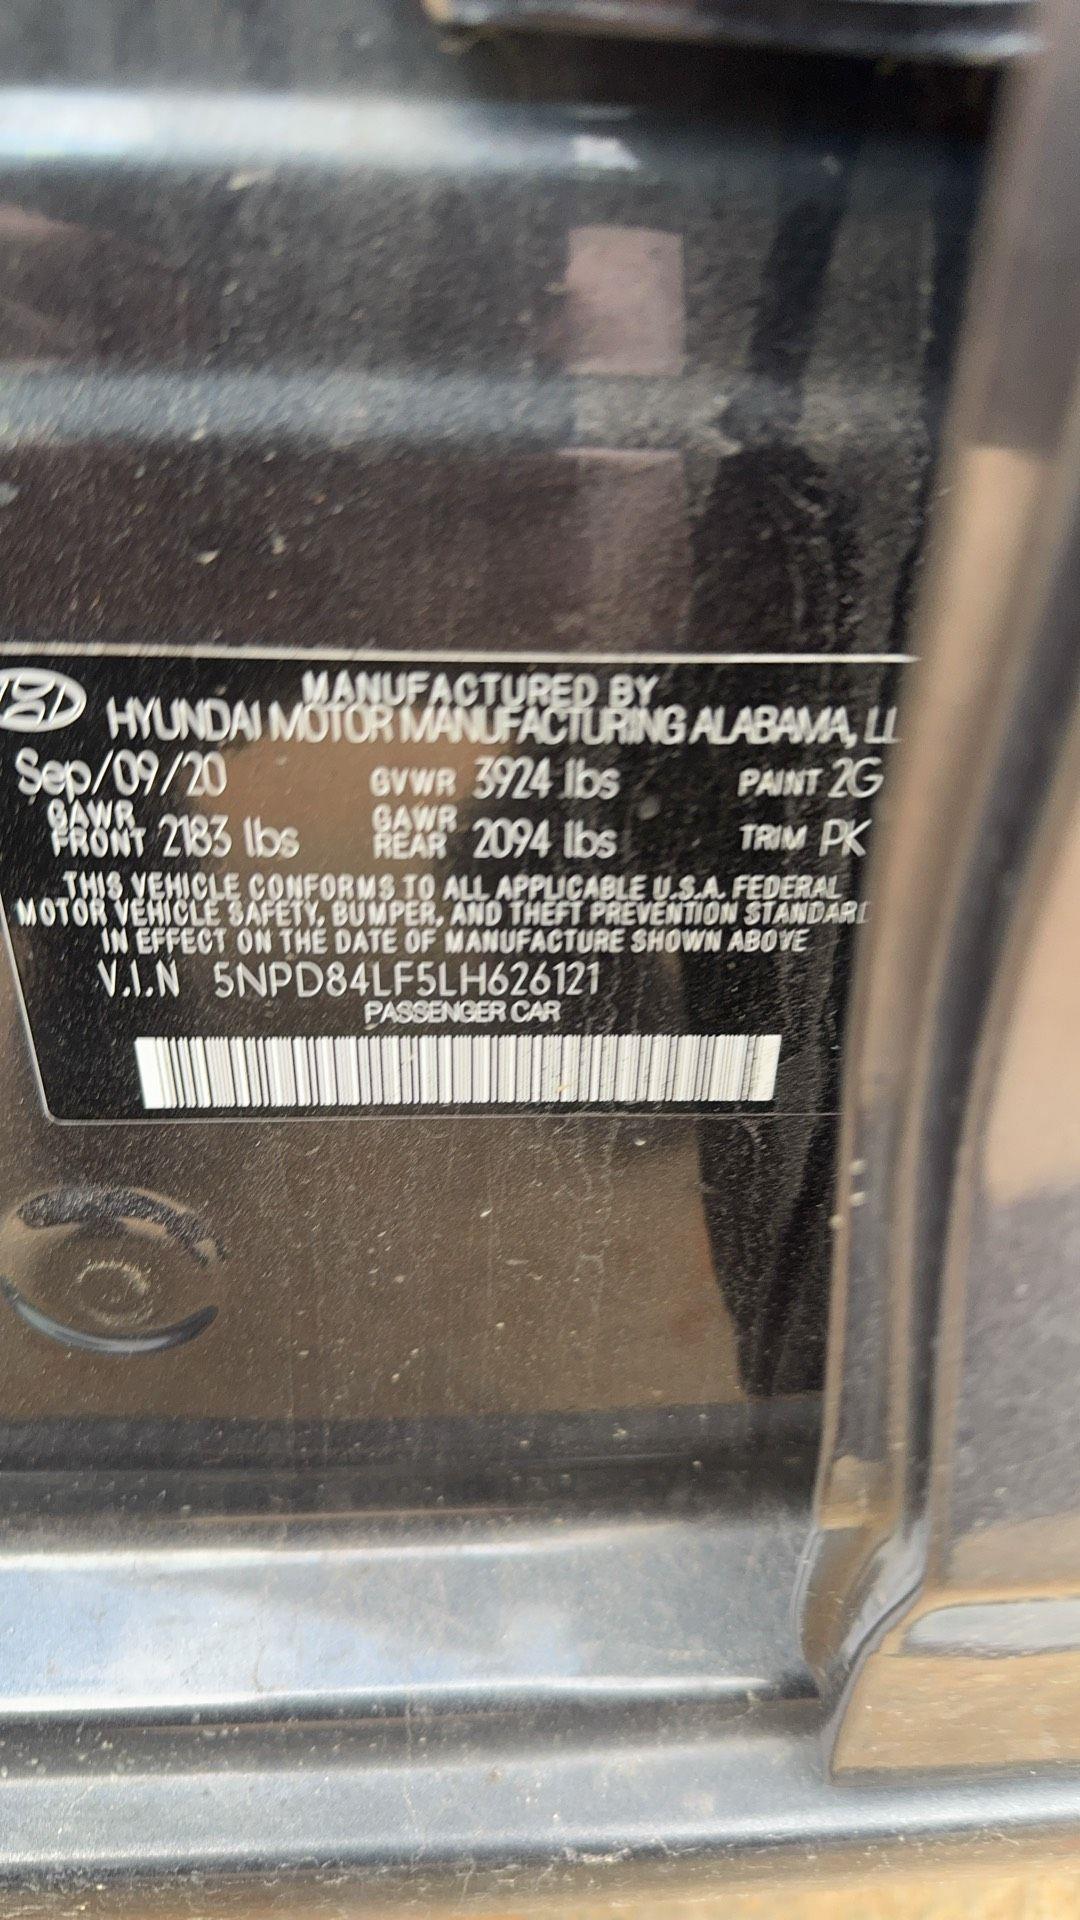 MANUFACTURED BY
HYUNDAI MOTOR MANUFACTURING ALABAMA, LL
Sep/09/20 GVWR 3924 lbs PAINT 2G
GAWR FRONT 2183 lbs GAWR REAR 2094 lbs TRIM PK
THIS VEHICLE CONFORMS TO ALL APPLICABLE U.S.A. FEDERAL
MOTOR VEHICLE SAFETY, BUMPER, AND THEFT PREVENTION STANDARD
IN EFFECT ON THE DATE OF MANUFACTURE SHOWN ABOVE
V.I.N 5NPD84LF5LH626121
PASSENGER CAR